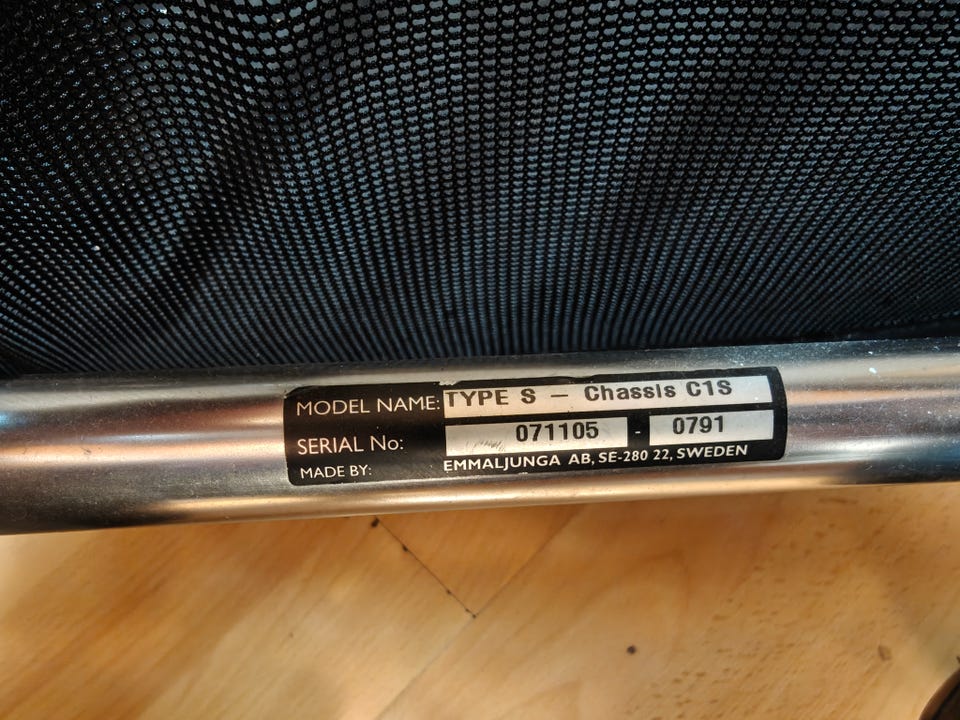 MODEL NAME: TYPE S – Chassis C1S
SERIAL No: 071105 - 0791
MADE BY: EMMALJUNGA AB, SE-280 22, SWEDEN